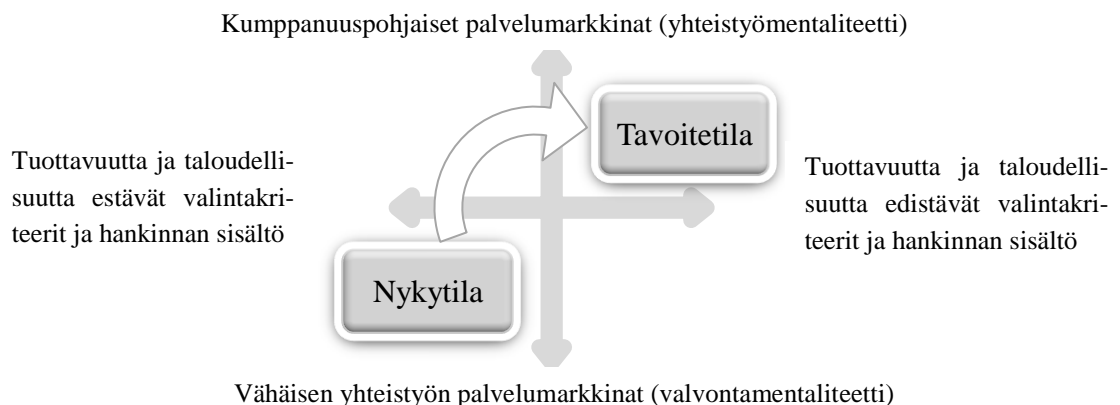 Kumppanuuspohjaiset palvelumarkkinat (yhteistyömentaliteetti)
Tavoitetila
Tuottavuutta ja taloudelli-
suutta estävät valintakri-
teerit ja hankinnan sisältö
Tuottavuutta ja taloudelli-
suutta edistävät valintakri-
teerit ja hankinnan sisältö
Nykytila
Vähäisen yhteistyön palvelumarkkinat (valvontamentaliteetti)